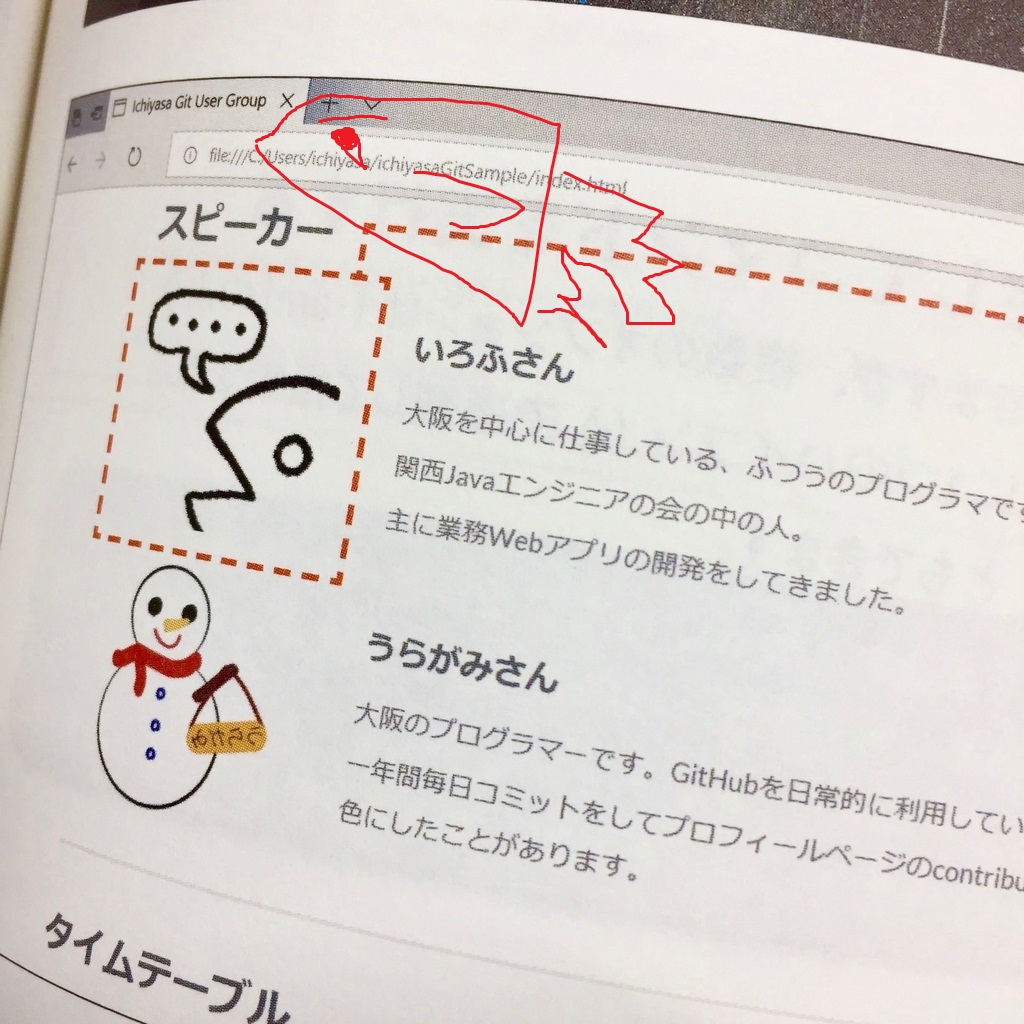 Ichiyasa Git User Group
file:///C:/Users/ichiyasa/ichiyasaGitSample/index.html
スピーカー
いろふさん
大阪を中心に仕事している、ふつうのプログラマです
関西Javaエンジニアの会の中の人。
主に業務Webアプリの開発をしてきました。
うらがみさん
うらがみ
大阪のプログラマーです。GitHubを日常的に利用してい
一年間毎日コミットをしてプロフィールページのcontribu
色にしたことがあります。
タイムテーブル